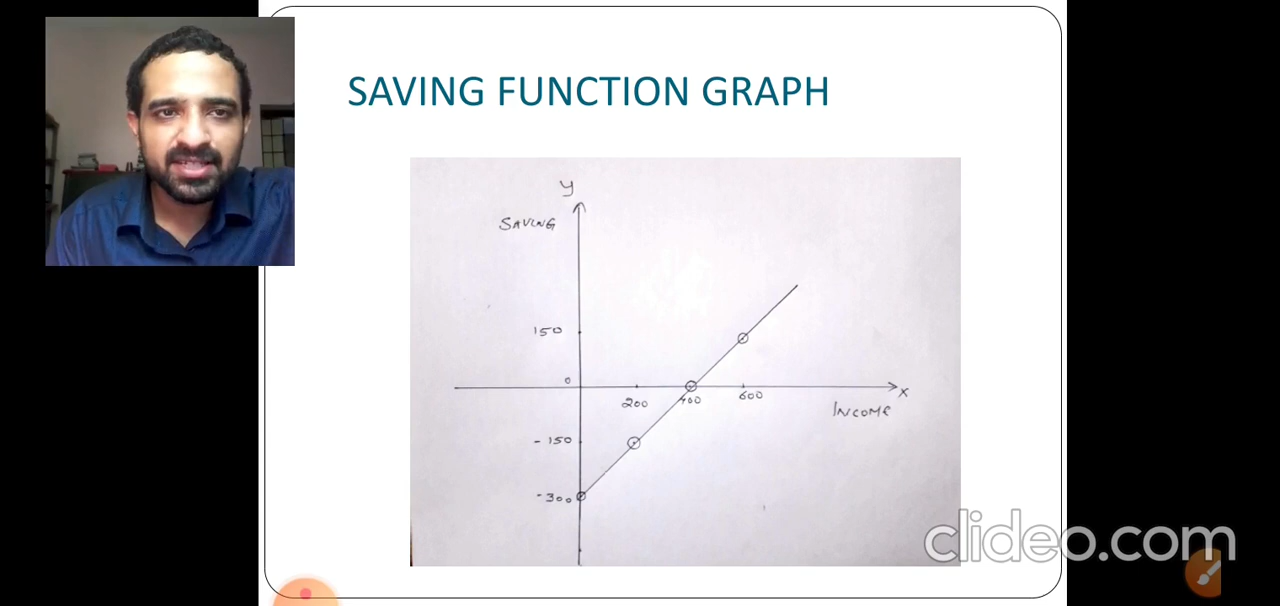 SAVING FUNCTION GRAPH
y
SAVING
150
0
200 400 600
x
INCOME
- 150
- 300
clideo.com